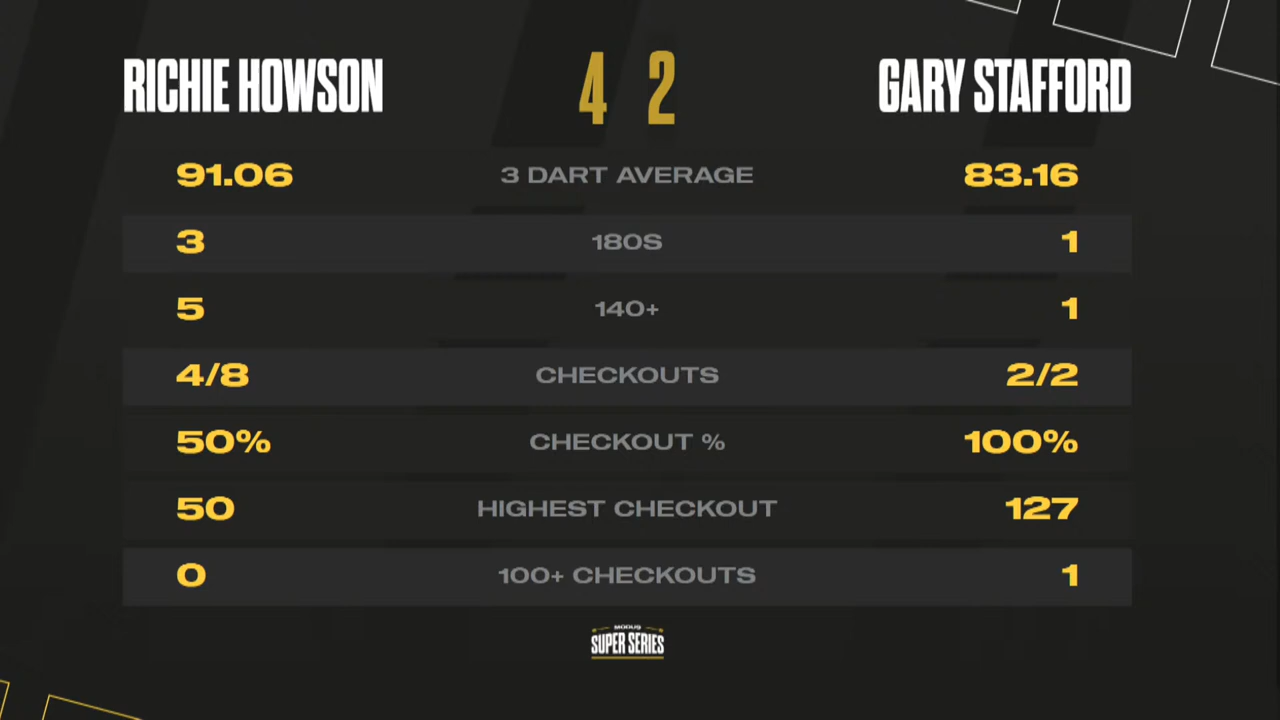 RICHIE HOWSON 4 2 GARY STAFFORD
91.06 3 DART AVERAGE 83.16
3 180S 1
5 140+ 1
4/8 CHECKOUTS 2/2
50% CHECKOUT % 100%
50 HIGHEST CHECKOUT 127
0 100+ CHECKOUTS 1
MODUS
SUPER SERIES